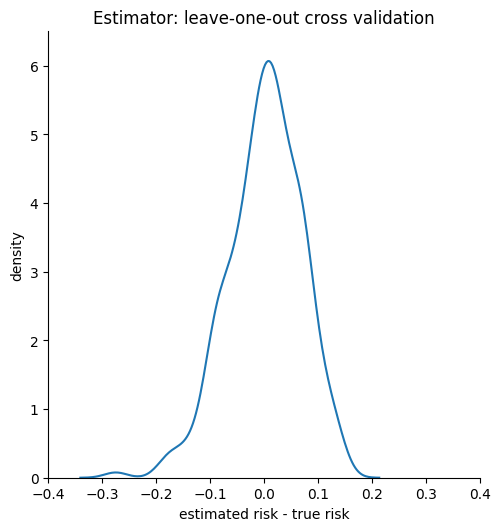 Estimator: leave-one-out cross validation
6
5
4
3
2
1
0
density
−0.4 −0.3 −0.2 −0.1 0.0 0.1 0.2 0.3 0.4
estimated risk - true risk